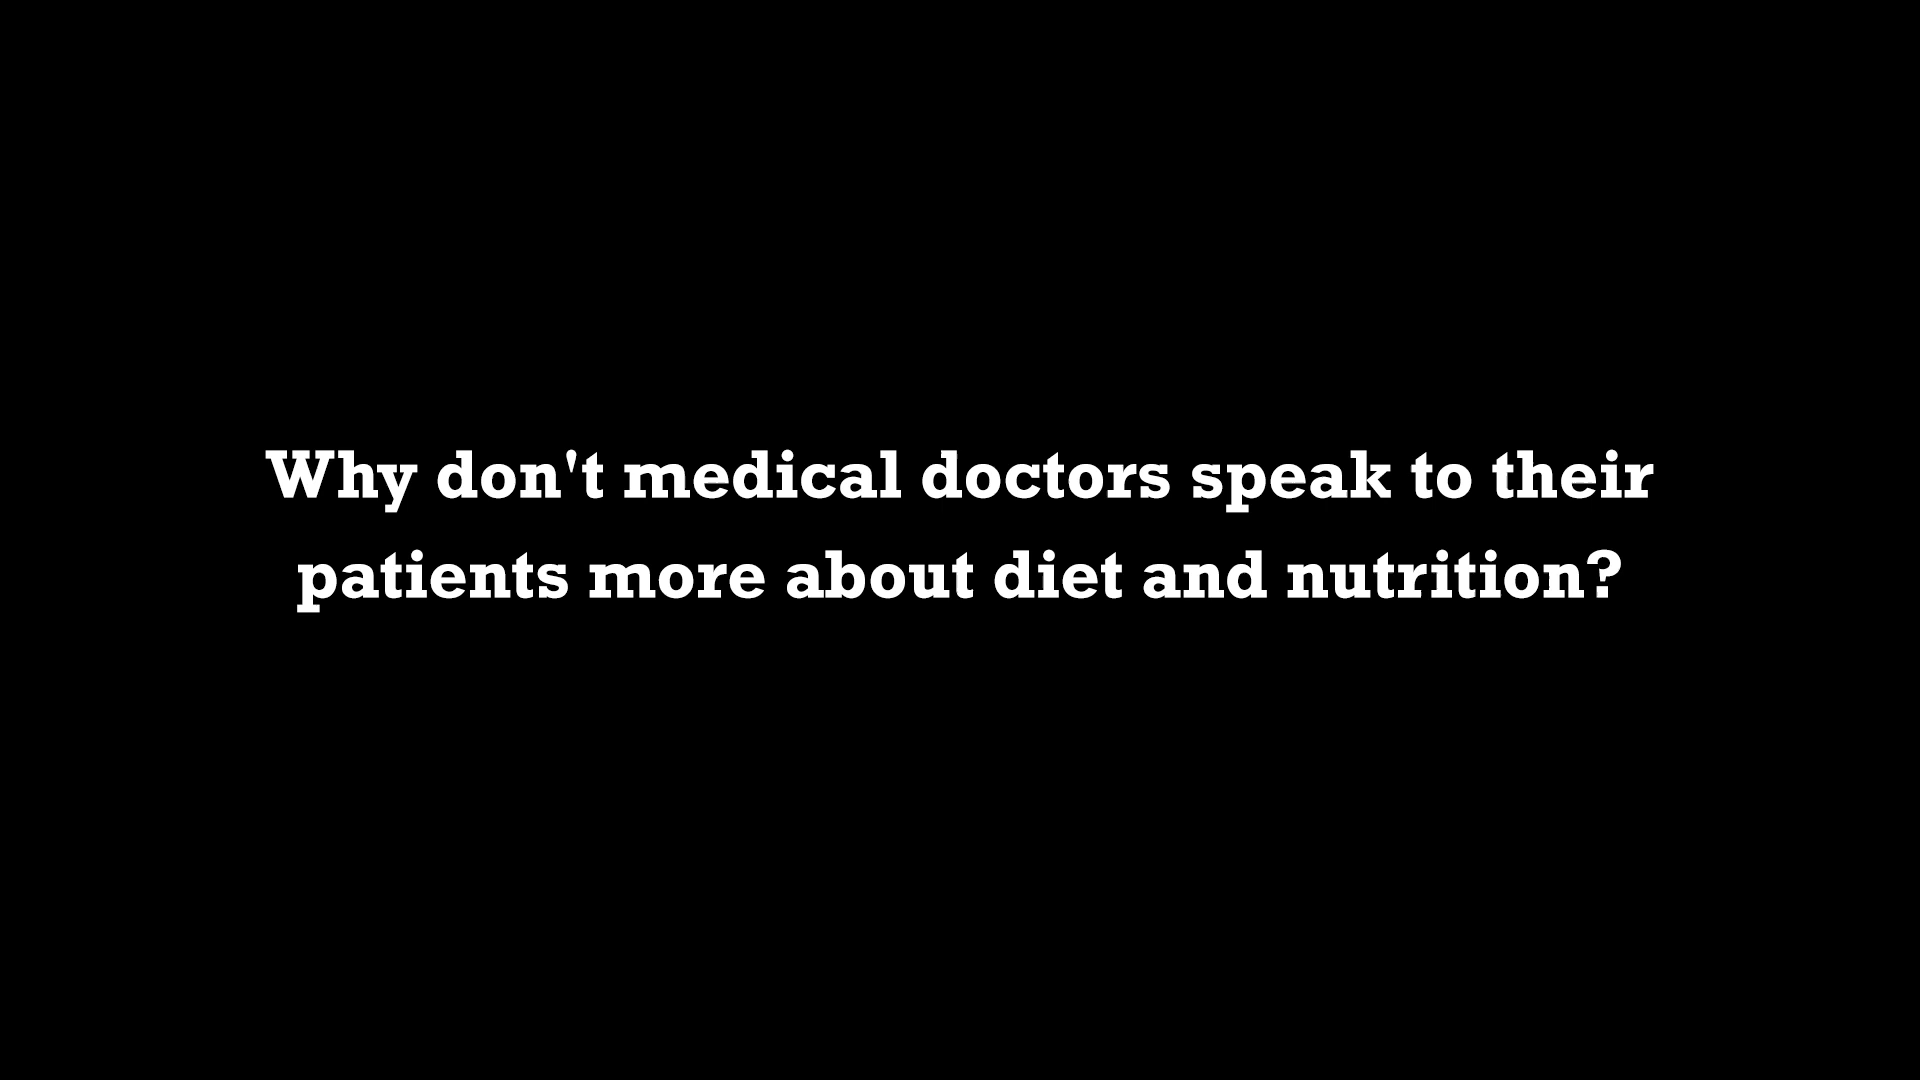 Why don't medical doctors speak to their
patients more about diet and nutrition?